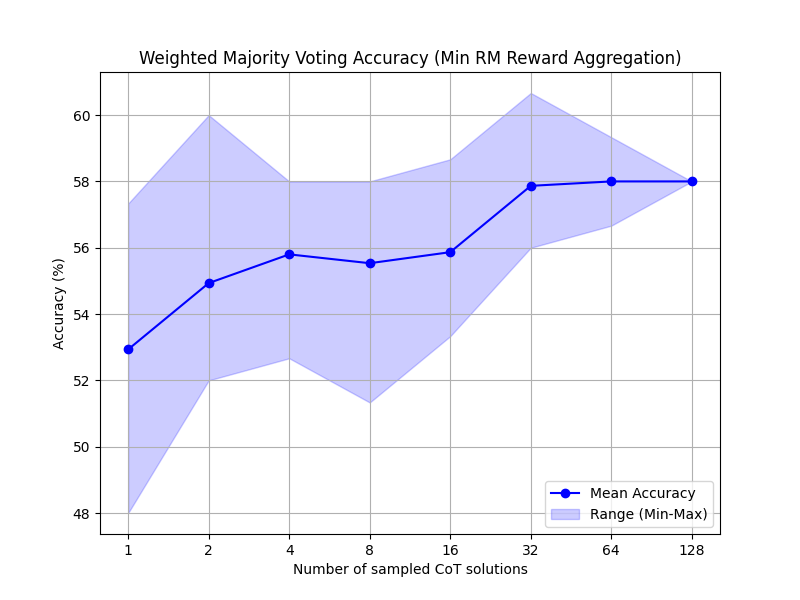 Weighted Majority Voting Accuracy (Min RM Reward Aggregation)
Accuracy (%)
60
58
56
54
52
50
48
Mean Accuracy
Range (Min-Max)
1 2 4 8 16 32 64 128
Number of sampled CoT solutions